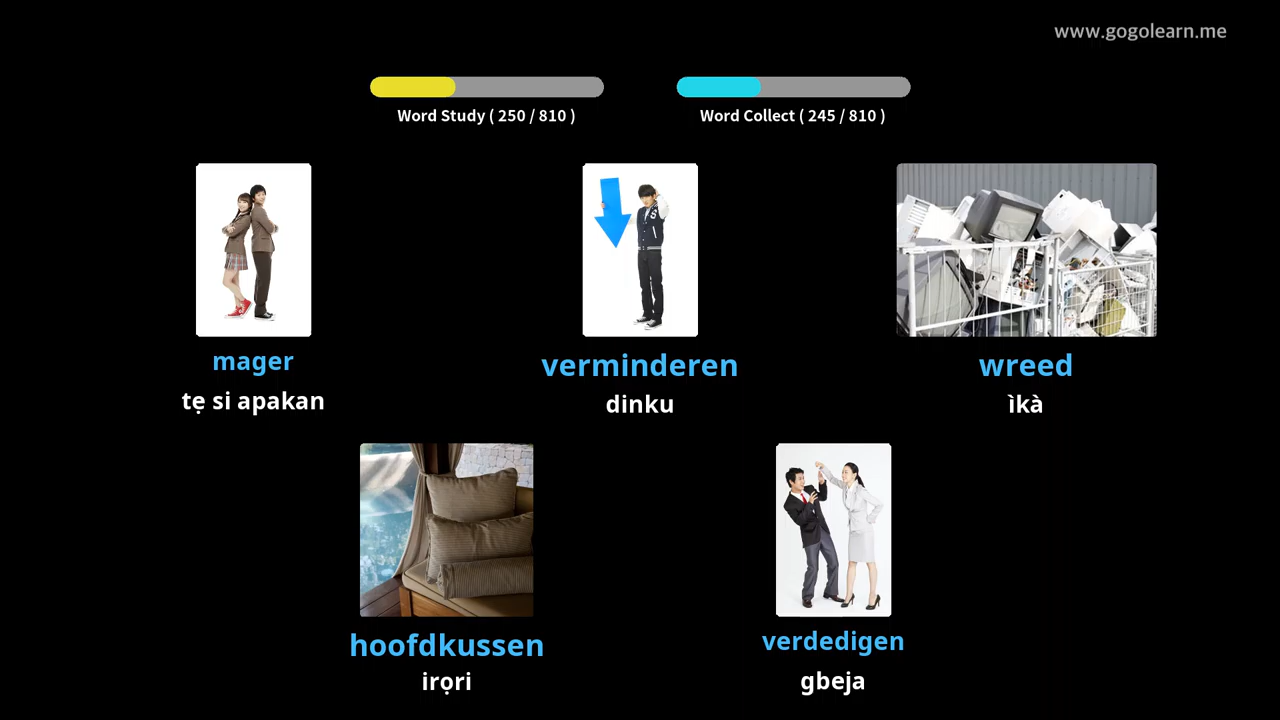 www.gogolearn.me
Word Study ( 250 / 810 )
Word Collect ( 245 / 810 )
mager
tẹ si apakan
verminderen
dinku
wreed
ìkà
hoofdkussen
irọri
verdedigen
gbeja